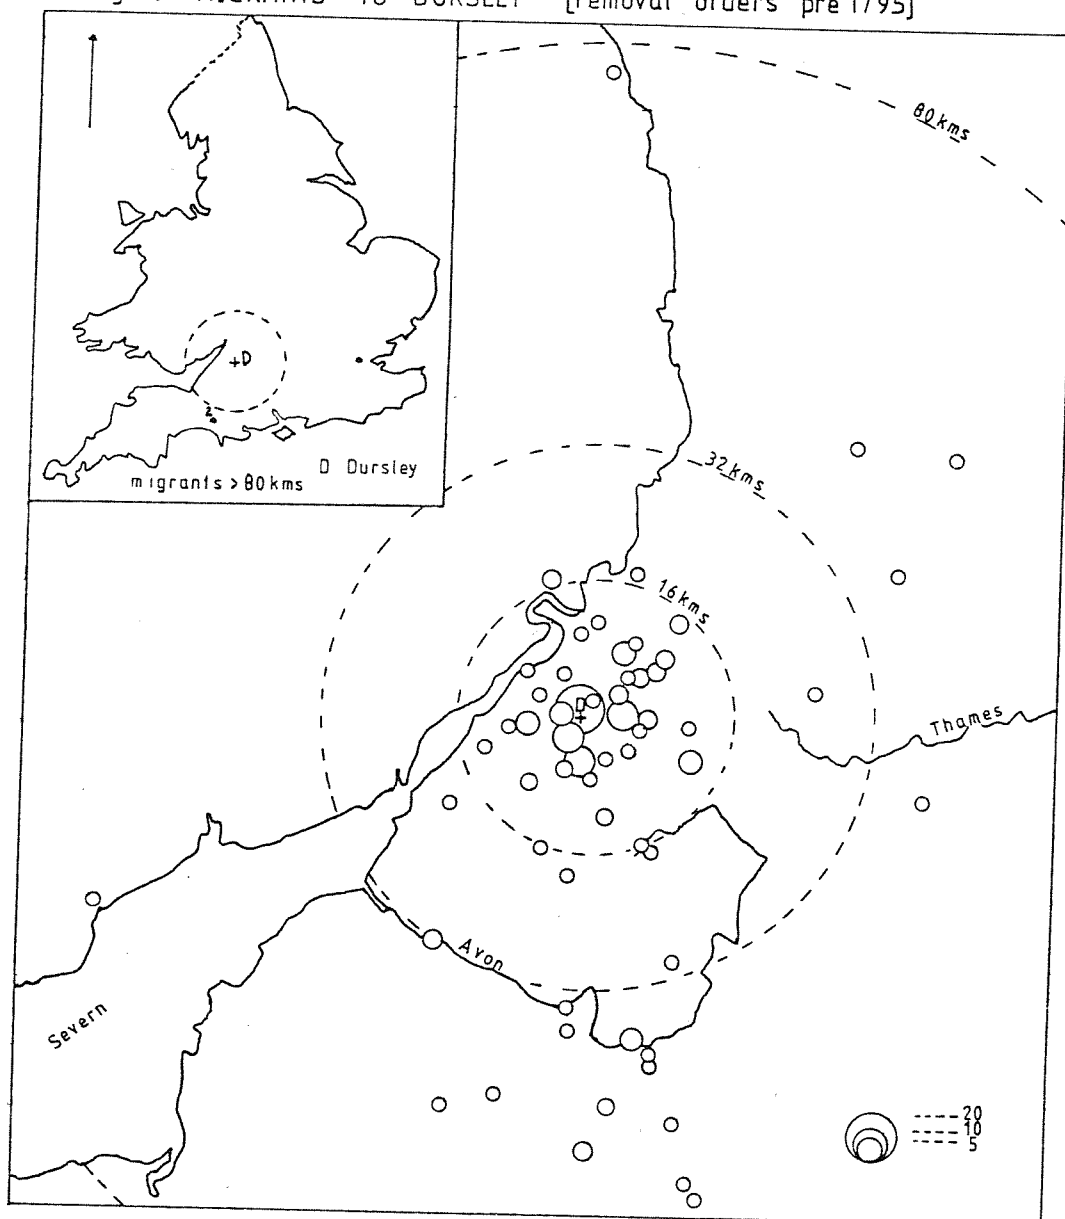 MIGRANTS TO DURSLEY [removal orders pre 1795]
80kms
32kms
16kms
D
D
2
D Dursley
migrants > 80kms
Thames
Avon
Severn
20
10
5